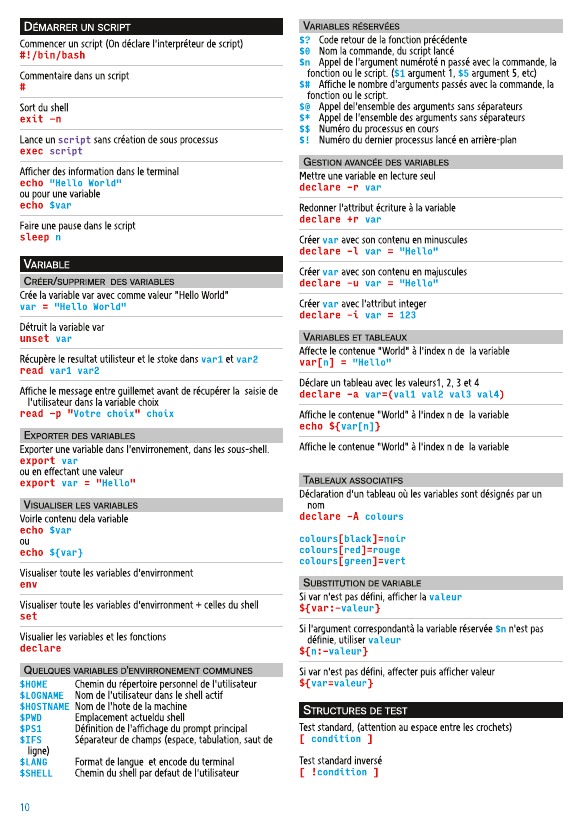 DÉMARRER UN SCRIPT
Commencer un script (On déclare l'interpréteur de script)
#!/bin/bash
Commentaire dans un script
#
Sort du shell
exit -n
Lance un script sans création de sous processus
exec script
Afficher des information dans le terminal
echo "Hello World"
ou pour une variable
echo $var
Faire une pause dans le script
sleep n
VARIABLE
CRÉER/SUPPRIMER DES VARIABLES
Crée la variable var avec comme valeur "Hello World"
var = "Hello World"
Détruit la variable var
unset var
Récupère le resultat utilisteur et le stoke dans var1 et var2
read var1 var2
Affiche le message entre guillemet avant de récupérer la saisie de
l'utilisateur dans la variable choix
read -p "Votre choix" choix
EXPORTER DES VARIABLES
Exporter une variable dans l'envirronement, dans les sous-shell.
export var
ou en effectant une valeur
export var = "Hello"
VISUALISER LES VARIABLES
Voirle contenu dela variable
echo $var
ou
echo ${var}
Visualiser toute les variables d'envirronment
env
Visualiser toute les variables d'envirronment + celles du shell
set
Visualier les variables et les fonctions
declare
QUELQUES VARIABLES D'ENVIRRONEMENT COMMUNES
$HOME Chemin du répertoire personnel de l'utilisateur
$LOGNAME Nom de l'utilisateur dans le shell actif
$HOSTNAME Nom de l'hote de la machine
$PWD Emplacement actueldu shell
$PS1 Définition de l'affichage du prompt principal
$IFS Séparateur de champs (espace, tabulation, saut de
ligne)
$LANG Format de langue et encode du terminal
$SHELL Chemin du shell par defaut de l'utilisateur
10
VARIABLES RÉSERVÉES
$? Code retour de la fonction précédente
$0 Nom la commande, du script lancé
$n Appel de l'argument numéroté n passé avec la commande, la
fonction ou le script. ($1 argument 1, $5 argument 5, etc)
$# Affiche le nombre d'arguments passés avec la commande, la
fonction ou le script.
$@ Appel del'ensemble des arguments sans séparateurs
$* Appel de l'ensemble des arguments sans séparateurs
$$ Numéro du processus en cours
$! Numéro du dernier processus lancé en arrière-plan
GESTION AVANCÉE DES VARIABLES
Mettre une variable en lecture seul
declare -r var
Redonner l'attribut écriture à la variable
declare +r var
Créer var avec son contenu en minuscules
declare -l var = "Hello"
Créer var avec son contenu en majuscules
declare -u var = "Hello"
Créer var avec l'attribut integer
declare -i var = 123
VARIABLES ET TABLEAUX
Affecte le contenue "World" à l'index n de la variable
var[n] = "Hello"
Déclare un tableau avec les valeurs1, 2, 3 et 4
declare -a var=(val1 val2 val3 val4)
Affiche le contenue "World" à l'index n de la variable
echo ${var[n]}
Affiche le contenue "World" à l'index n de la variable
TABLEAUX ASSOCIATIFS
Déclaration d'un tableau où les variables sont désignés par un
nom
declare -A colours
colours[black]=noir
colours[red]=rouge
colours[green]=vert
SUBSTITUTION DE VARIABLE
Si var n'est pas défini, afficher la valeur
${var:-valeur}
Si l'argument correspondantà la variable réservée $n n'est pas
définie, utiliser valeur
${n:-valeur}
Si var n'est pas défini, affecter puis afficher valeur
${var=valeur}
STRUCTURES DE TEST
Test standard, (attention au espace entre les crochets)
[ condition ]
Test standard inversé
[ !condition ]